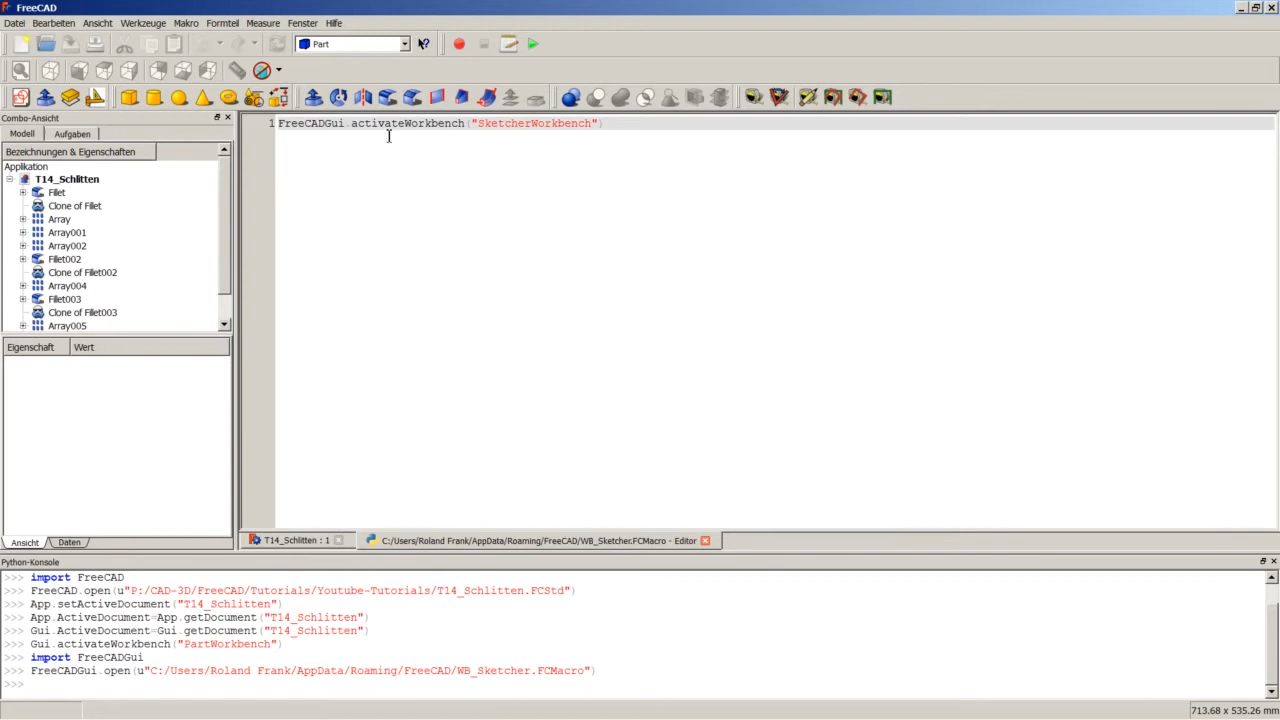 FreeCAD
Datei Bearbeiten Ansicht Werkzeuge Makro Formteil Measure Fenster Hilfe
Part
Combo-Ansicht
Modell Aufgaben
Bezeichnungen & Eigenschaften
Applikation
T14_Schlitten
Fillet
Clone of Fillet
Array
Array001
Array002
Fillet002
Clone of Fillet002
Array004
Fillet003
Clone of Fillet003
Array005
Eigenschaft Wert
Ansicht Daten
1 FreeCADGui.activateWorkbench("SketcherWorkbench")
T14_Schlitten : 1
C:/Users/Roland Frank/AppData/Roaming/FreeCAD/WB_Sketcher.FCMacro - Editor
Python-Konsole
>>> import FreeCAD
>>> FreeCAD.open(u"P:/CAD-3D/FreeCAD/Tutorials/Youtube-Tutorials/T14_Schlitten.FCStd")
>>> App.setActiveDocument("T14_Schlitten")
>>> App.ActiveDocument=App.getDocument("T14_Schlitten")
>>> Gui.ActiveDocument=Gui.getDocument("T14_Schlitten")
>>> Gui.activateWorkbench("PartWorkbench")
>>> import FreeCADGui
>>> FreeCADGui.open(u"C:/Users/Roland Frank/AppData/Roaming/FreeCAD/WB_Sketcher.FCMacro")
>>>
713.68 x 535.26 mm